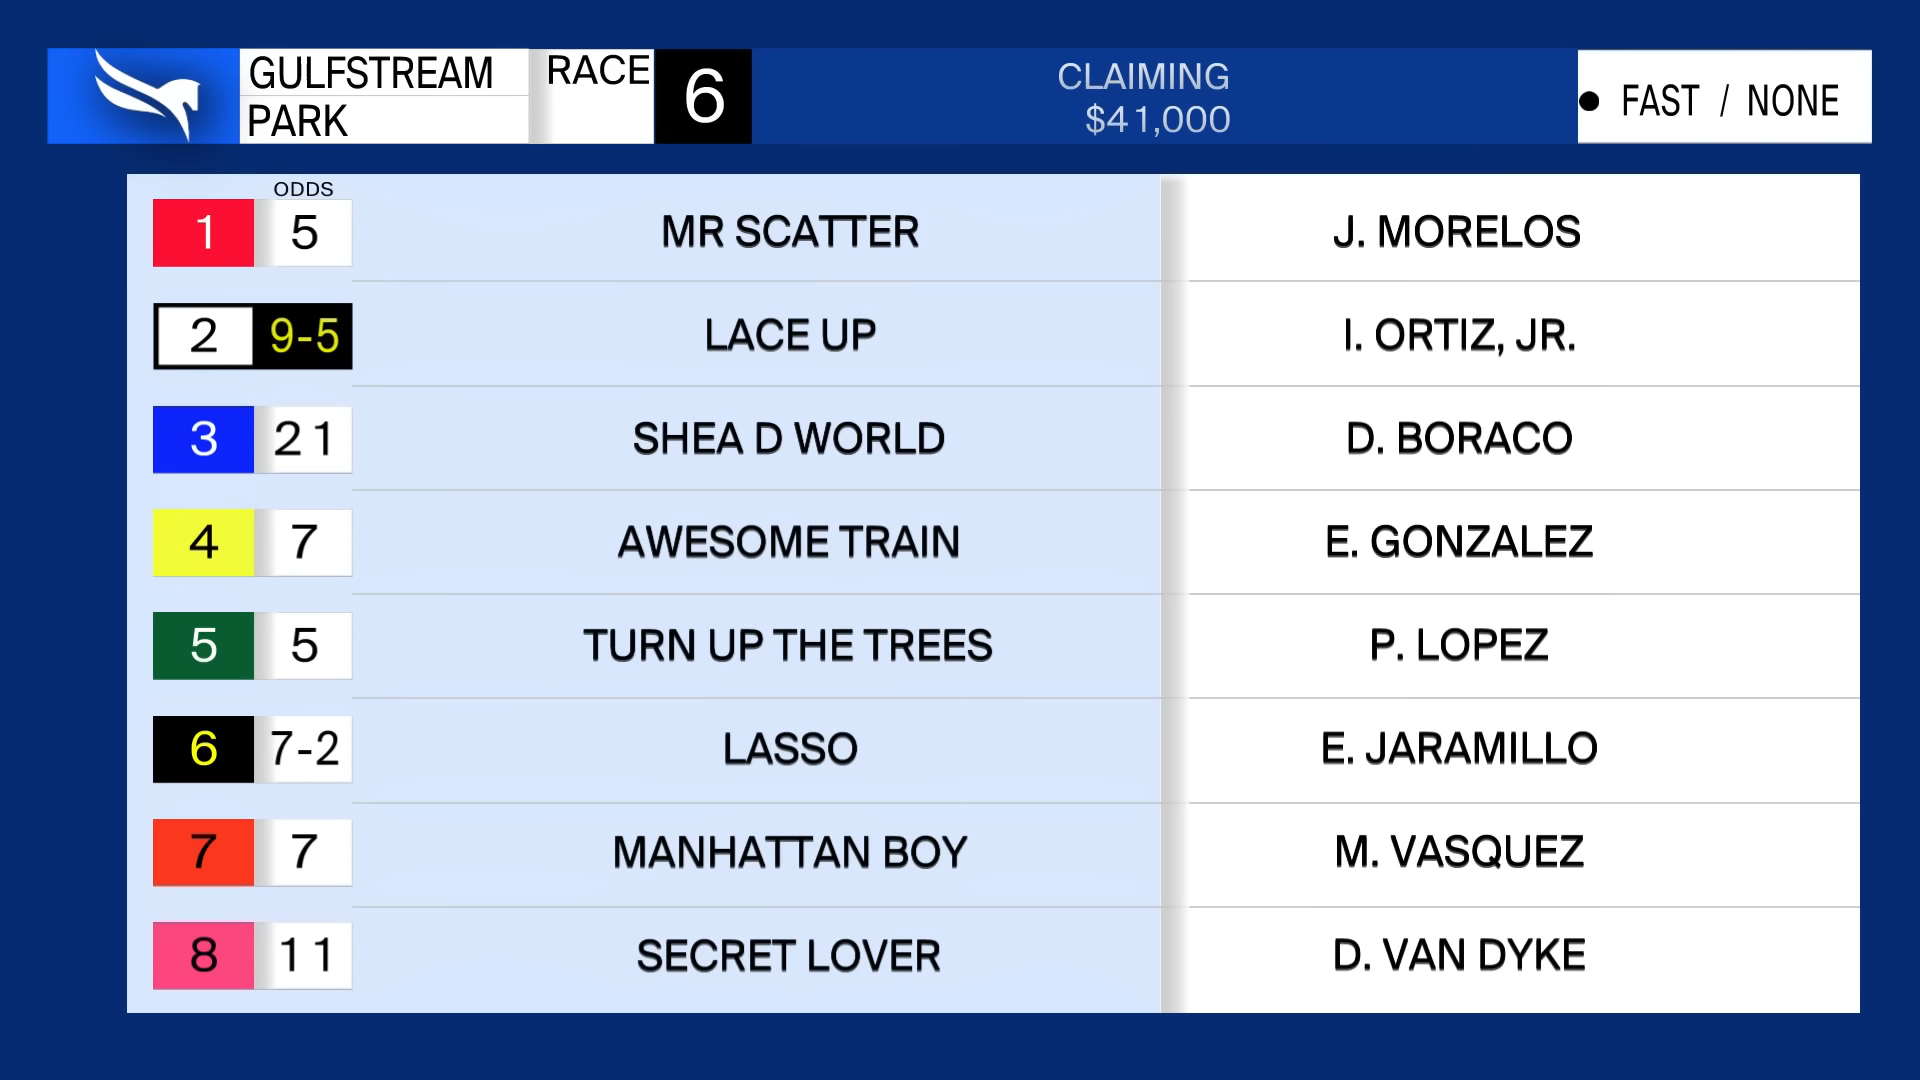 GULFSTREAM PARK RACE 6
CLAIMING
$41,000
FAST / NONE
ODDS
1 5 MR SCATTER J. MORELOS
2 9-5 LACE UP I. ORTIZ, JR.
3 21 SHEA D WORLD D. BORACO
4 7 AWESOME TRAIN E. GONZALEZ
5 5 TURN UP THE TREES P. LOPEZ
6 7-2 LASSO E. JARAMILLO
7 7 MANHATTAN BOY M. VASQUEZ
8 11 SECRET LOVER D. VAN DYKE